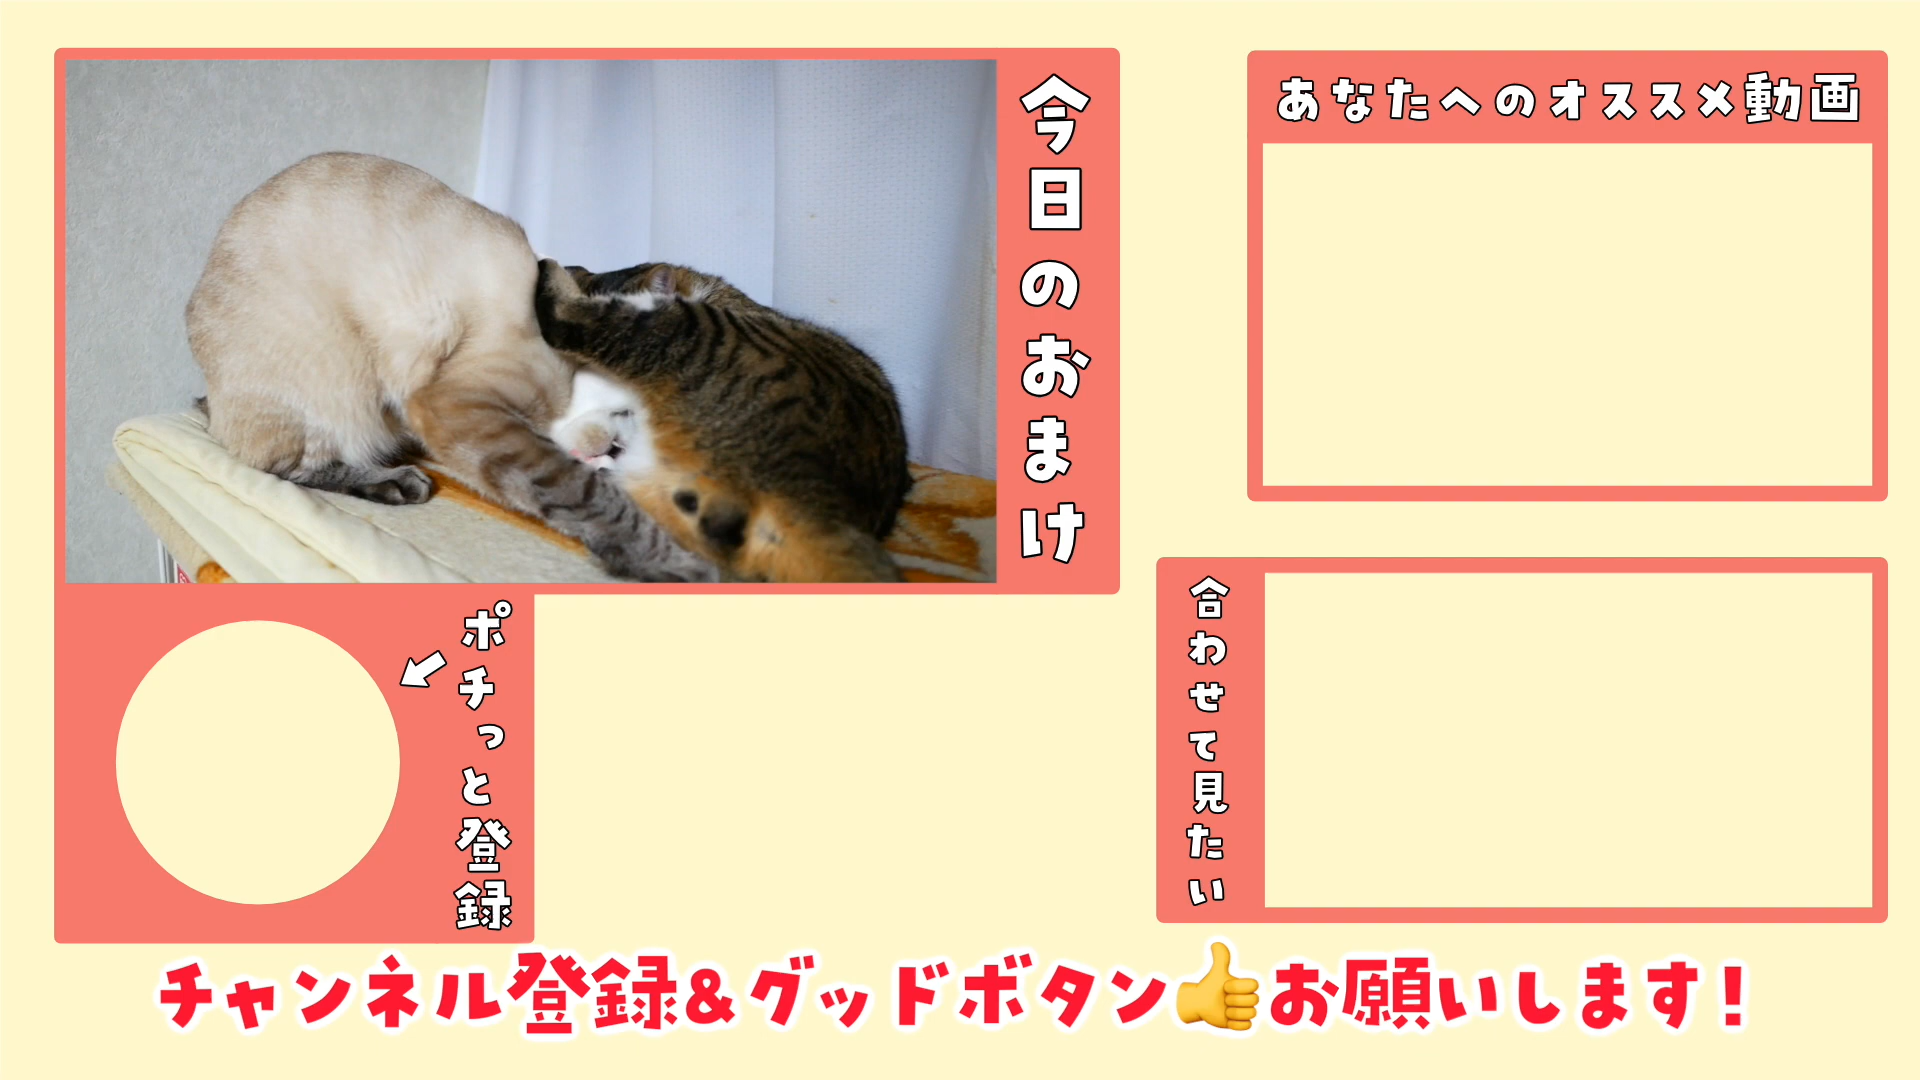 今日のおまけ
あなたへのオススメ動画
ポチっと登録
合わせて見たい
チャンネル登録&グッドボタン👍お願いします!